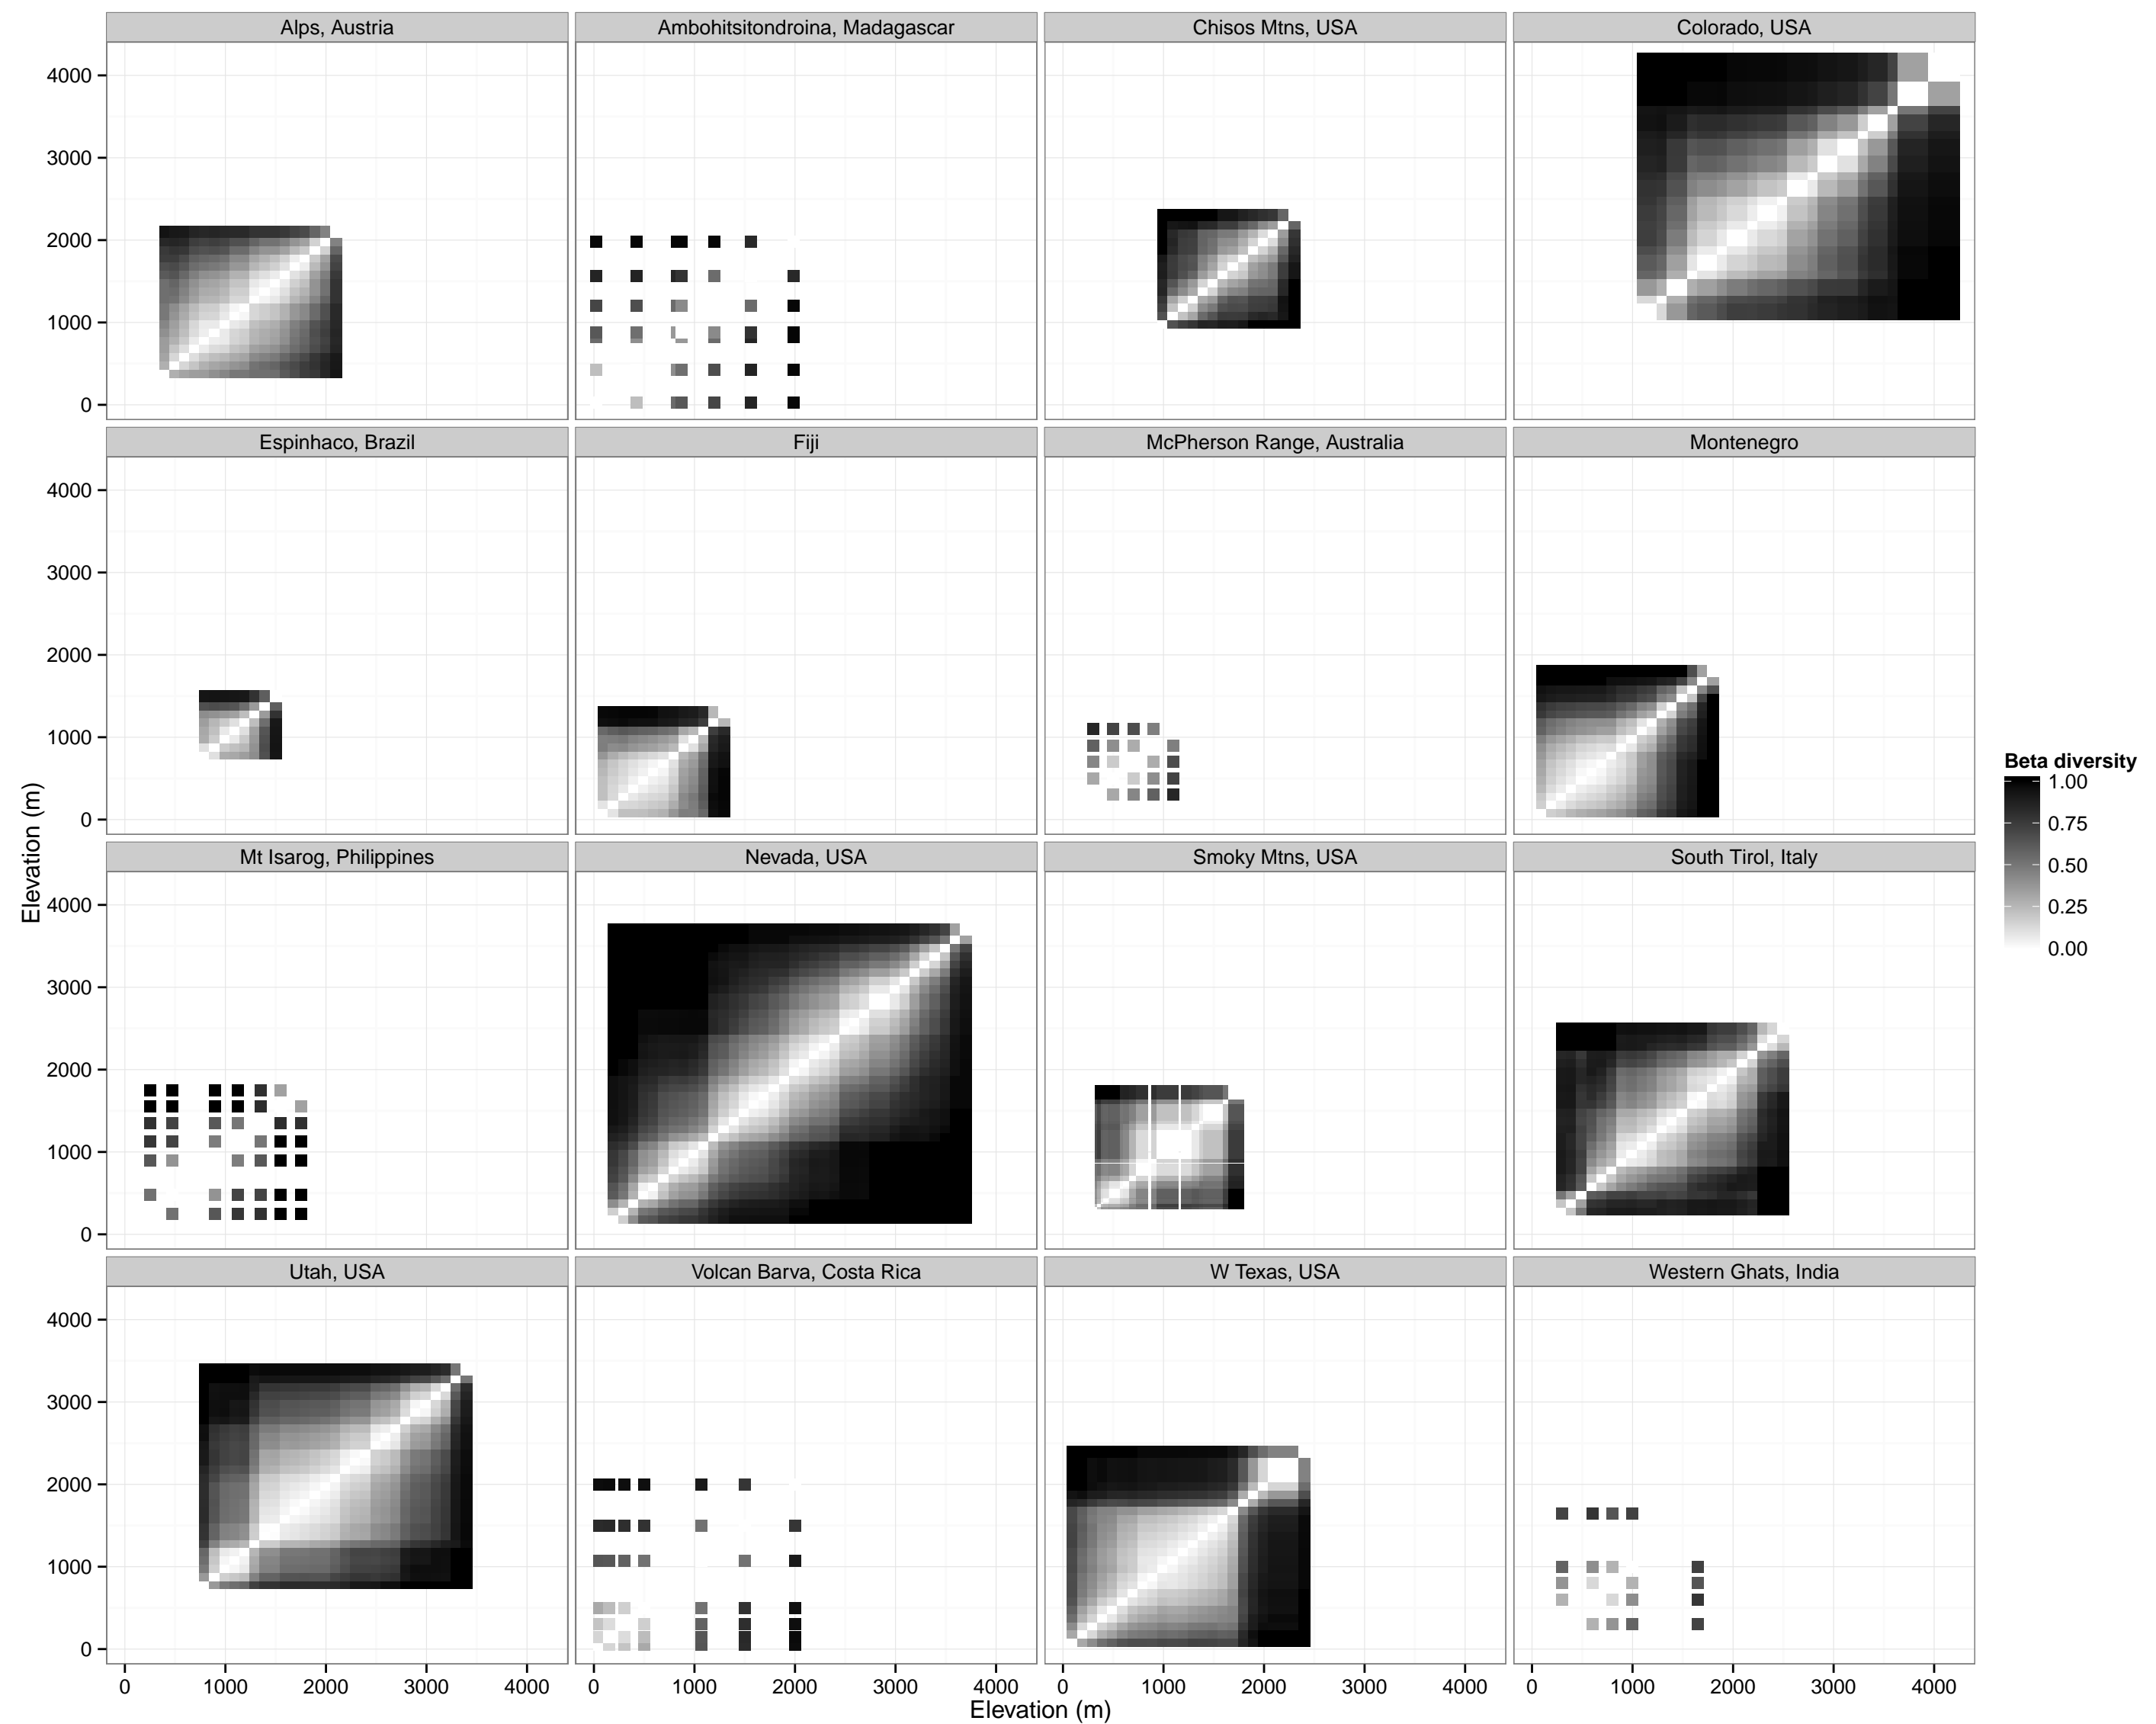 Alps, Austria
Ambohitsitondroina, Madagascar
Chisos Mtns, USA
Colorado, USA
4000
3000
2000
1000
0
Espinhaco, Brazil
Fiji
McPherson Range, Australia
Montenegro
4000
3000
2000
1000
0
Mt Isarog, Philippines
Nevada, USA
Smoky Mtns, USA
South Tirol, Italy
4000
3000
2000
1000
0
Utah, USA
Volcan Barva, Costa Rica
W Texas, USA
Western Ghats, India
4000
3000
2000
1000
0
0 1000 2000 3000 4000
0 1000 2000 3000 4000
0 1000 2000 3000 4000
0 1000 2000 3000 4000
Elevation (m)
Elevation (m)
Beta diversity
1.00
0.75
0.50
0.25
0.00